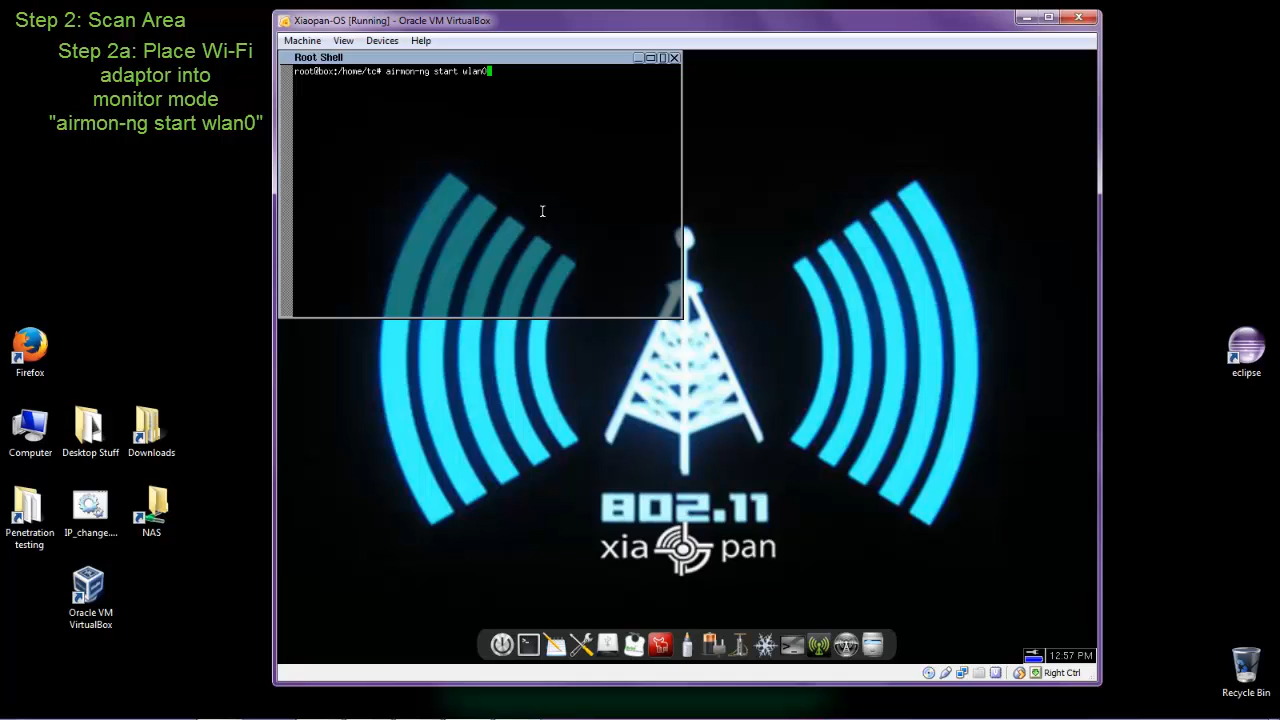 Step 2: Scan Area
Step 2a: Place Wi-Fi
adaptor into
monitor mode
"airmon-ng start wlan0"
Xiaopan-OS [Running] - Oracle VM VirtualBox
Machine View Devices Help
Root Shell
root@box:/home/tc# airmon-ng start wlan0
802.11
xia pan
Firefox
eclipse
Computer
Desktop Stuff
Downloads
Penetration
testing
IP_change....
NAS
Oracle VM
VirtualBox
12:57 PM
Right Ctrl
Recycle Bin